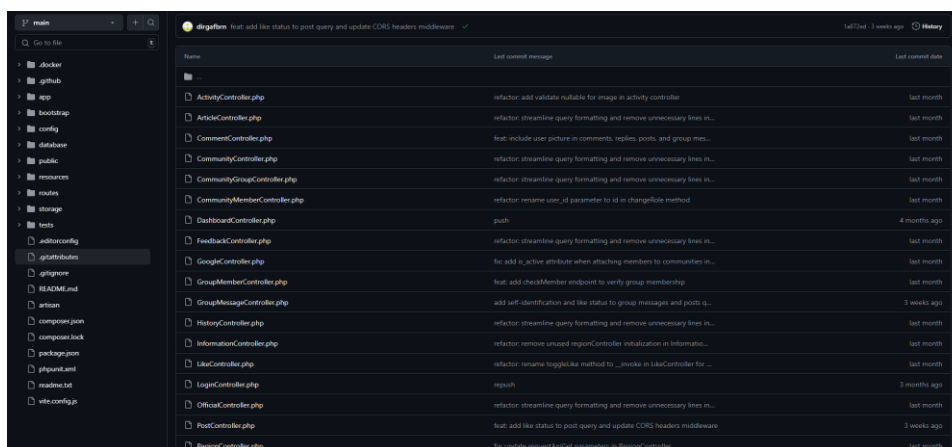 main
Go to file
t
.docker
.github
app
bootstrap
config
database
public
resources
routes
storage
tests
.editorconfig
.gitattributes
.gitignore
README.md
artisan
composer.json
composer.lock
package.json
phpunit.xml
readme.txt
vite.config.js
dirgafbrn feat: add like status to post query and update CORS headers middleware
1a872ed · 3 weeks ago History
Name Last commit message Last commit date
..
ActivityController.php refactor: add validate nullable for image in activity controller last month
ArticleController.php refactor: streamline query formatting and remove unnecessary lines in... last month
CommentController.php feat: include user picture in comments, replies, posts, and group mes... last month
CommunityController.php refactor: streamline query formatting and remove unnecessary lines in... last month
CommunityGroupController.php refactor: streamline query formatting and remove unnecessary lines in... last month
CommunityMemberController.php refactor: rename user_id parameter to id in changeRole method last month
DashboardController.php push 4 months ago
FeedbackController.php refactor: streamline query formatting and remove unnecessary lines in... last month
GoogleController.php fix: add is_active attribute when attaching members to communities in... last month
GroupMemberController.php feat: add checkMember endpoint to verify group membership last month
GroupMessageController.php add self-identification and like status to group messages and posts q... 3 weeks ago
HistoryController.php refactor: streamline query formatting and remove unnecessary lines in... last month
InformationController.php refactor: remove unused regionController initialization in Informatio... last month
LikeController.php refactor: rename toggleLike method to __invoke in LikeController for ... last month
LoginController.php repush 3 months ago
OfficialController.php refactor: streamline query formatting and remove unnecessary lines in... last month
PostController.php feat: add like status to post query and update CORS headers middleware 3 weeks ago
RegionController.php fix: update requestApiGet parameters in RegionController last month